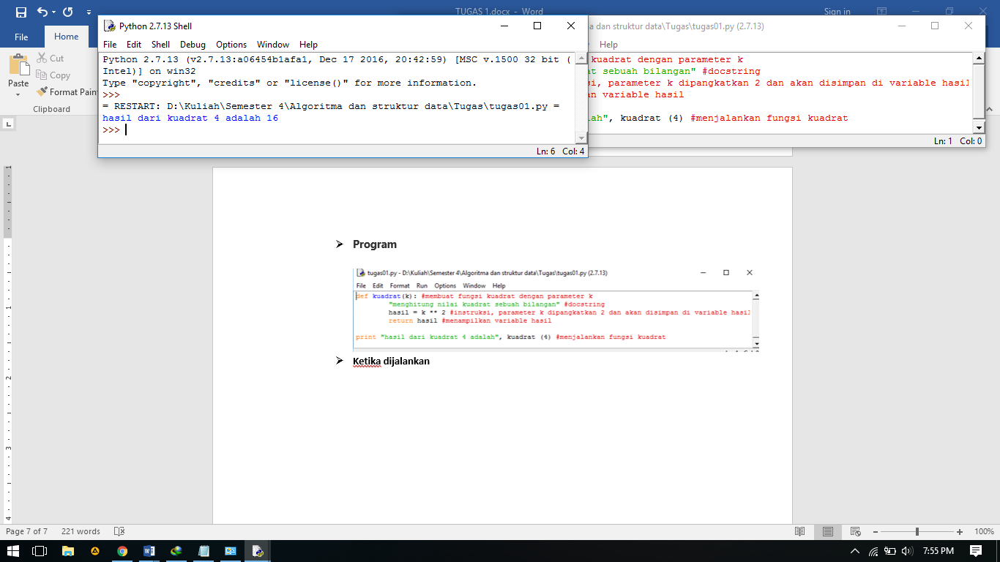 TUGAS 1.docx - Word
Sign in
File
Home
Paste
Cut
Copy
Format Pain
Clipboard
Python 2.7.13 Shell
File Edit Shell Debug Options Window Help
Python 2.7.13 (v2.7.13:a06454b1afa1, Dec 17 2016, 20:42:59) [MSC v.1500 32 bit (
Intel)] on win32
Type "copyright", "credits" or "license()" for more information.
>>>
= RESTART: D:\Kuliah\Semester 4\Algoritma dan struktur data\Tugas\tugas01.py =
hasil dari kuadrat 4 adalah 16
>>>
Ln: 6 Col: 4
a dan struktur data\Tugas\tugas01.py (2.7.13)
Help
kuadrat dengan parameter k
t sebuah bilangan" #docstring
si, parameter k dipangkatkan 2 dan akan disimpan di variable hasil
n variable hasil
lah", kuadrat (4) #menjalankan fungsi kuadrat
Ln: 1 Col: 0
Program
tugas01.py - D:\Kuliah\Semester 4\Algoritma dan struktur data\Tugas\tugas01.py (2.7.13)
File Edit Format Run Options Window Help
def kuadrat(k): #membuat fungsi kuadrat dengan parameter k
"menghitung nilai kuadrat sebuah bilangan" #docstring
hasil = k ** 2 #instruksi, parameter k dipangkatkan 2 dan akan disimpan di variable hasil
return hasil #menampilkan variable hasil
print "hasil dari kuadrat 4 adalah", kuadrat (4) #menjalankan fungsi kuadrat
Ketika dijalankan
1
1
2
3
4
Page 7 of 7 221 words
100%
7:55 PM